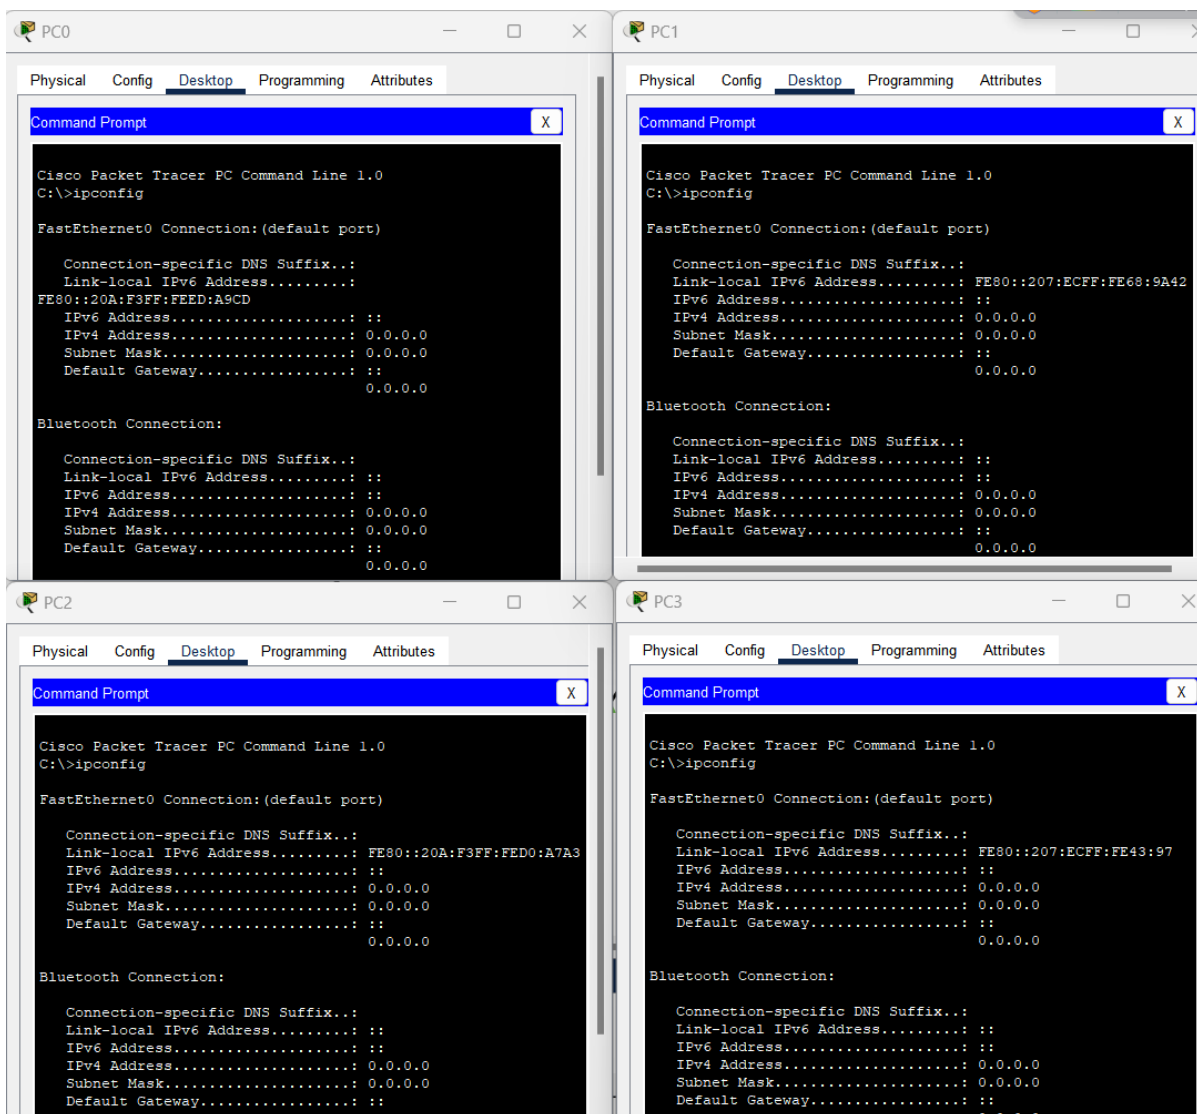 PC0
Physical Config Desktop Programming Attributes
Command Prompt X
Cisco Packet Tracer PC Command Line 1.0
C:\>ipconfig
FastEthernet0 Connection:(default port)
Connection-specific DNS Suffix..:
Link-local IPv6 Address.........:
FE80::20A:F3FF:FEED:A9CD
IPv6 Address....................: ::
IPv4 Address....................: 0.0.0.0
Subnet Mask.....................: 0.0.0.0
Default Gateway.................: ::
0.0.0.0
Bluetooth Connection:
Connection-specific DNS Suffix..:
Link-local IPv6 Address.........: ::
IPv6 Address....................: ::
IPv4 Address....................: 0.0.0.0
Subnet Mask.....................: 0.0.0.0
Default Gateway.................: ::
0.0.0.0
PC1
Physical Config Desktop Programming Attributes
Command Prompt X
Cisco Packet Tracer PC Command Line 1.0
C:\>ipconfig
FastEthernet0 Connection:(default port)
Connection-specific DNS Suffix..:
Link-local IPv6 Address.........: FE80::207:ECFF:FE68:9A42
IPv6 Address....................: ::
IPv4 Address....................: 0.0.0.0
Subnet Mask.....................: 0.0.0.0
Default Gateway.................: ::
0.0.0.0
Bluetooth Connection:
Connection-specific DNS Suffix..:
Link-local IPv6 Address.........: ::
IPv6 Address....................: ::
IPv4 Address....................: 0.0.0.0
Subnet Mask.....................: 0.0.0.0
Default Gateway.................: ::
0.0.0.0
PC2
Physical Config Desktop Programming Attributes
Command Prompt X
Cisco Packet Tracer PC Command Line 1.0
C:\>ipconfig
FastEthernet0 Connection:(default port)
Connection-specific DNS Suffix..:
Link-local IPv6 Address.........: FE80::20A:F3FF:FED0:A7A3
IPv6 Address....................: ::
IPv4 Address....................: 0.0.0.0
Subnet Mask.....................: 0.0.0.0
Default Gateway.................: ::
0.0.0.0
Bluetooth Connection:
Connection-specific DNS Suffix..:
Link-local IPv6 Address.........: ::
IPv6 Address....................: ::
IPv4 Address....................: 0.0.0.0
Subnet Mask.....................: 0.0.0.0
Default Gateway.................: ::
PC3
Physical Config Desktop Programming Attributes
Command Prompt X
Cisco Packet Tracer PC Command Line 1.0
C:\>ipconfig
FastEthernet0 Connection:(default port)
Connection-specific DNS Suffix..:
Link-local IPv6 Address.........: FE80::207:ECFF:FE43:97
IPv6 Address....................: ::
IPv4 Address....................: 0.0.0.0
Subnet Mask.....................: 0.0.0.0
Default Gateway.................: ::
0.0.0.0
Bluetooth Connection:
Connection-specific DNS Suffix..:
Link-local IPv6 Address.........: ::
IPv6 Address....................: ::
IPv4 Address....................: 0.0.0.0
Subnet Mask.....................: 0.0.0.0
Default Gateway.................: ::